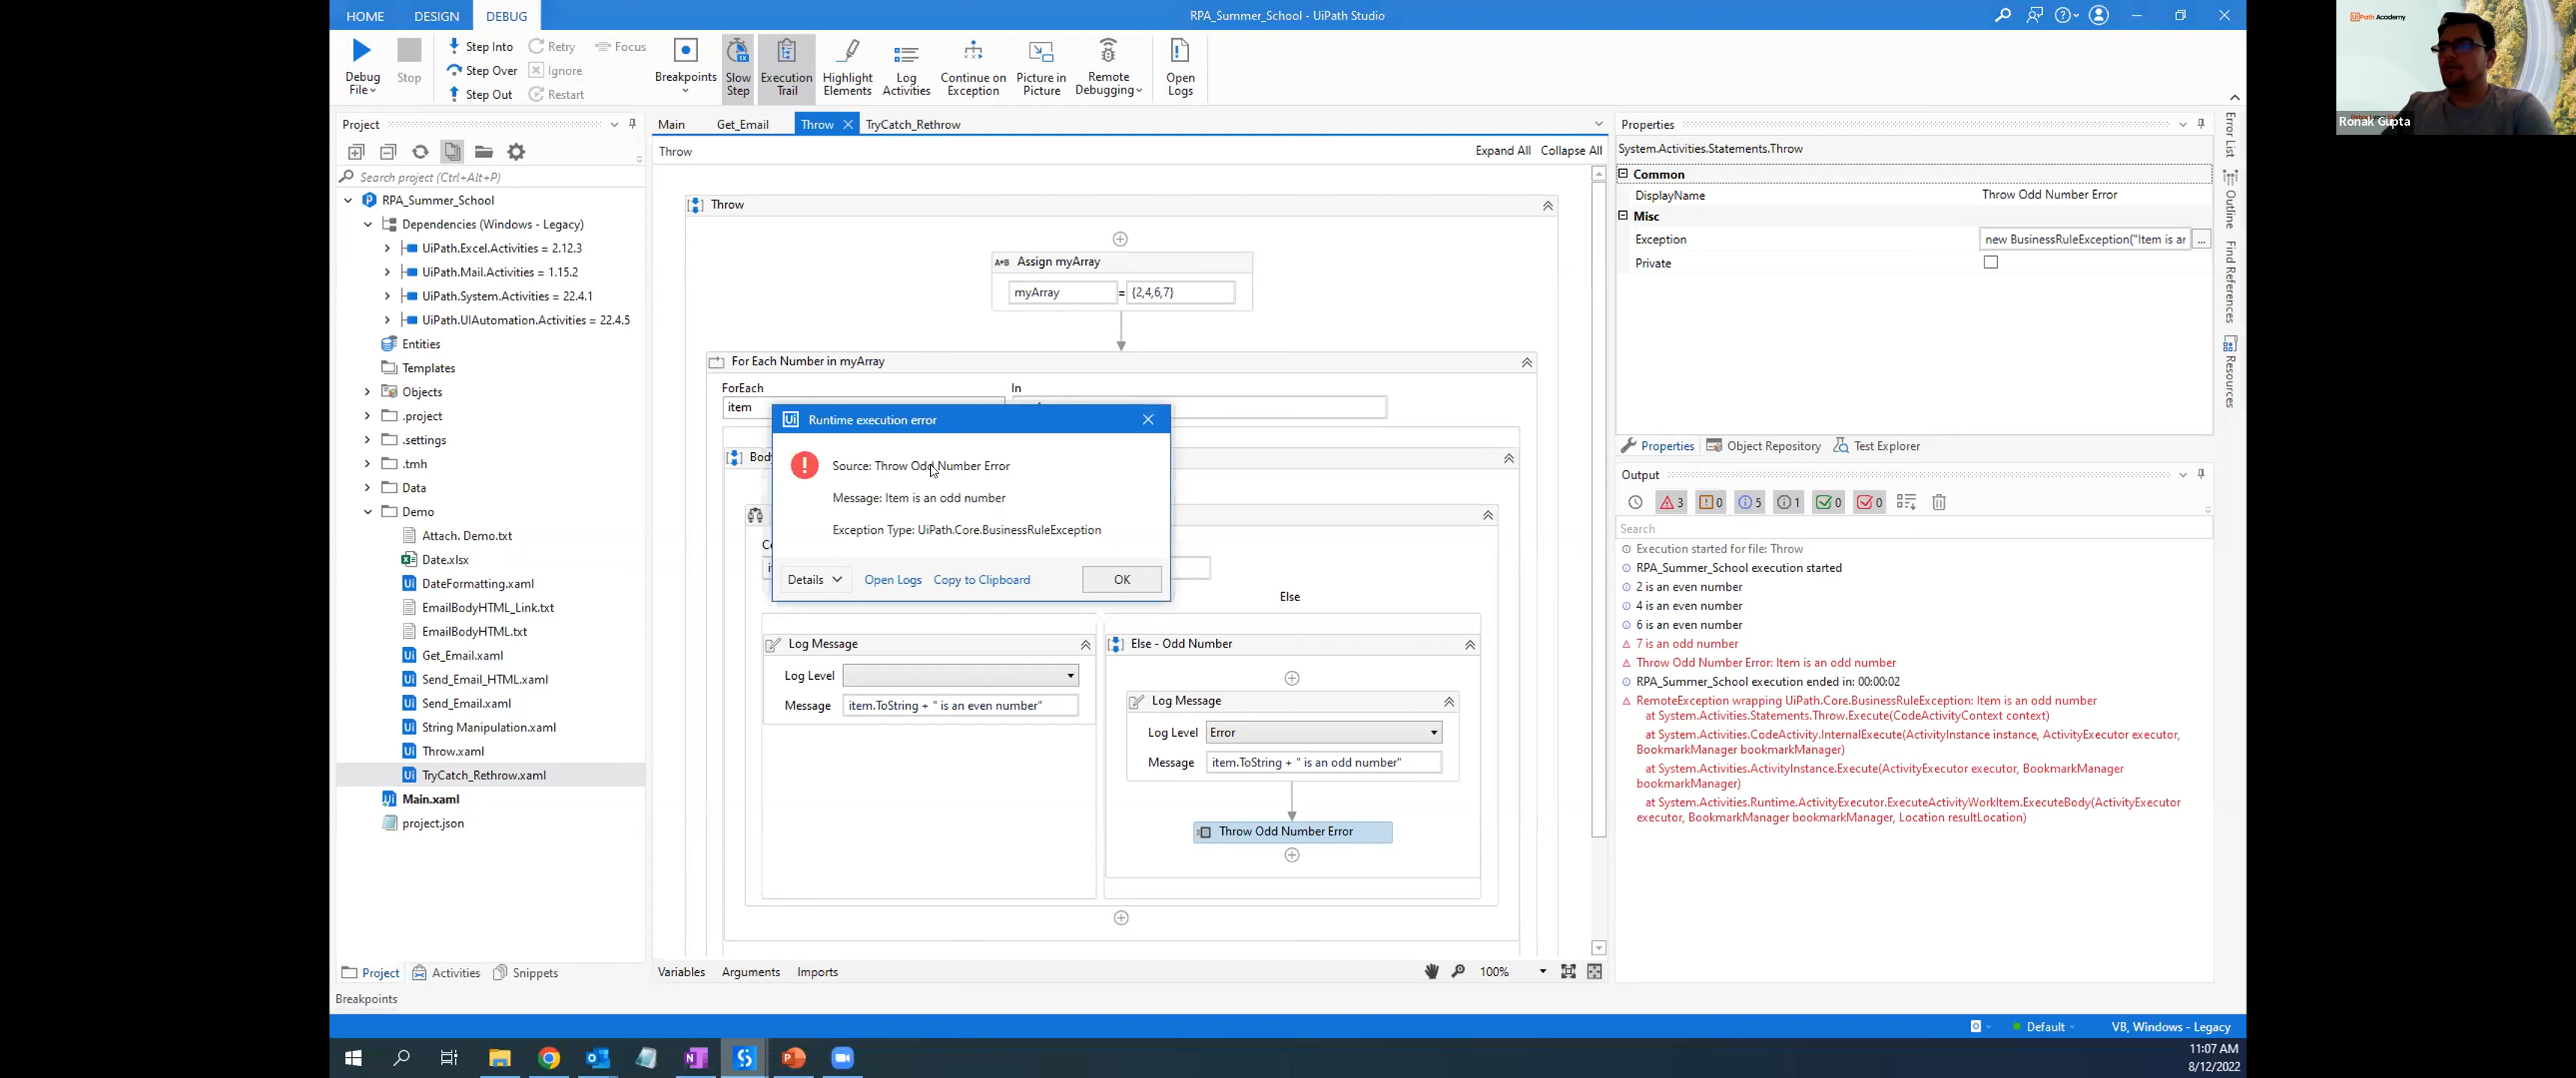 HOME DESIGN DEBUG
RPA_Summer_School - UiPath Studio
Debug File
Stop
Step Into
Step Over
Step Out
Retry
Ignore
Restart
Focus
Breakpoints
Slow Step
Execution Trail
Highlight Elements
Log Activities
Continue on Exception
Picture in Picture
Remote Debugging
Open Logs
UiPath Academy
Ronak Gupta
Project
Search project (Ctrl+Alt+P)
RPA_Summer_School
Dependencies (Windows - Legacy)
UiPath.Excel.Activities = 2.12.3
UiPath.Mail.Activities = 1.15.2
UiPath.System.Activities = 22.4.1
UiPath.UIAutomation.Activities = 22.4.5
Entities
Templates
Objects
.project
.settings
.tmh
Data
Demo
Attach. Demo.txt
Date.xlsx
DateFormatting.xaml
EmailBodyHTML_Link.txt
EmailBodyHTML.txt
Get_Email.xaml
Send_Email_HTML.xaml
Send_Email.xaml
String Manipulation.xaml
Throw.xaml
TryCatch_Rethrow.xaml
Main.xaml
project.json
Project Activities Snippets
Breakpoints
Main Get_Email Throw TryCatch_Rethrow
Throw
Expand All Collapse All
Throw
A+B Assign myArray
myArray = {2,4,6,7}
For Each Number in myArray
ForEach In
item
Runtime execution error
Source: Throw Odd Number Error
Message: Item is an odd number
Exception Type: UiPath.Core.BusinessRuleException
Details Open Logs Copy to Clipboard OK
Else
Log Message
Log Level
Message item.ToString + " is an even number"
Else - Odd Number
Log Message
Log Level Error
Message item.ToString + " is an odd number"
Throw Odd Number Error
Variables Arguments Imports
100%
Properties
System.Activities.Statements.Throw
Common
DisplayName Throw Odd Number Error
Misc
Exception new BusinessRuleException("Item is ar ...
Private
Properties Object Repository Test Explorer
Output
3 0 5 1 0 0
Search
Execution started for file: Throw
RPA_Summer_School execution started
2 is an even number
4 is an even number
6 is an even number
7 is an odd number
Throw Odd Number Error: Item is an odd number
RPA_Summer_School execution ended in: 00:00:02
RemoteException wrapping UiPath.Core.BusinessRuleException: Item is an odd number
at System.Activities.Statements.Throw.Execute(CodeActivityContext context)
at System.Activities.CodeActivity.InternalExecute(ActivityInstance instance, ActivityExecutor executor,
BookmarkManager bookmarkManager)
at System.Activities.ActivityInstance.Execute(ActivityExecutor executor, BookmarkManager
bookmarkManager)
at System.Activities.Runtime.ActivityExecutor.ExecuteActivityWorkItem.ExecuteBody(ActivityExecutor
executor, BookmarkManager bookmarkManager, Location resultLocation)
Error List
Outline
Find References
Resources
Default VB, Windows - Legacy
11:07 AM
8/12/2022